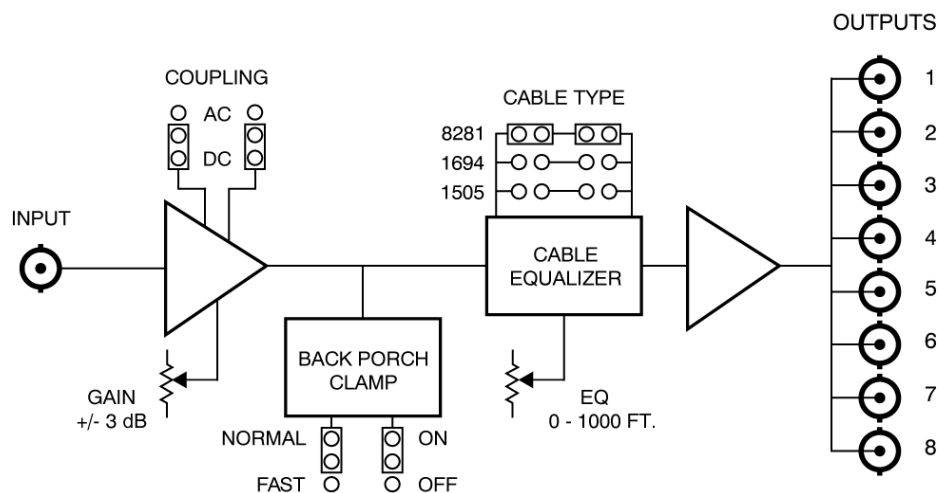 OUTPUTS
COUPLING
AC
DC
CABLE TYPE
8281
1694
1505
INPUT
CABLE
EQUALIZER
BACK PORCH
CLAMP
GAIN
+/- 3 dB
EQ
0 - 1000 FT.
NORMAL
ON
FAST
OFF
1
2
3
4
5
6
7
8